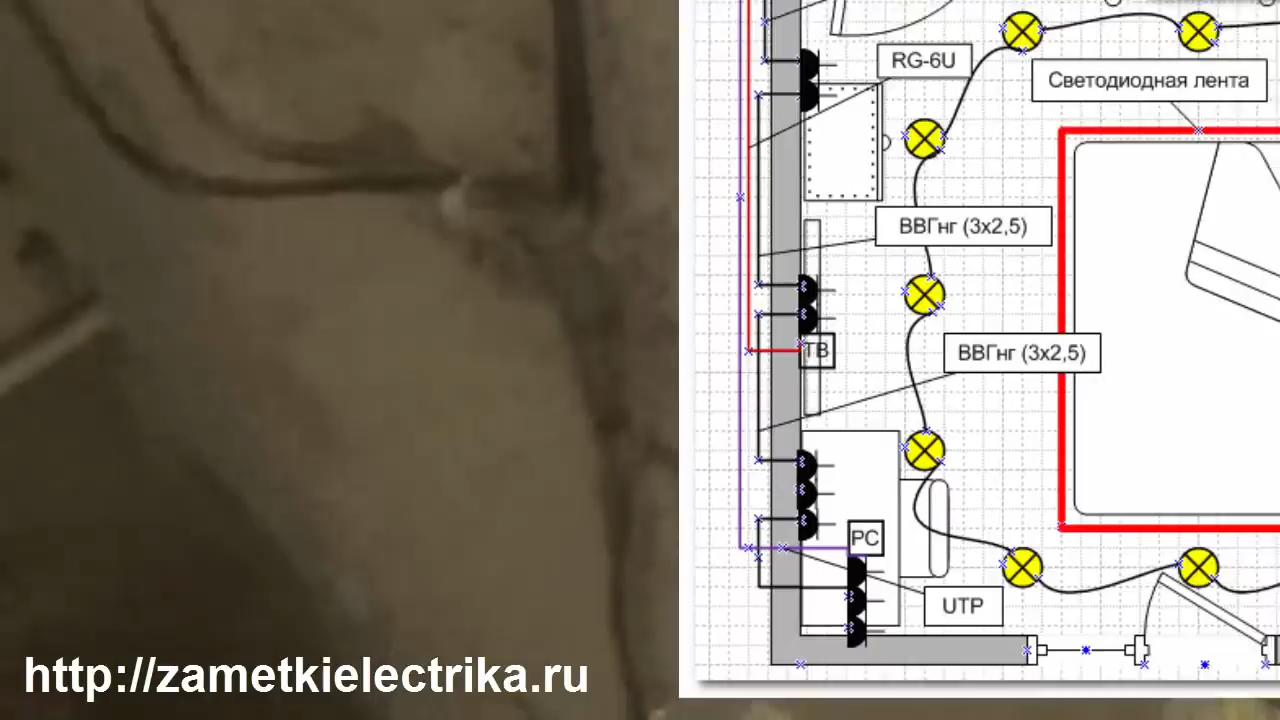 RG-6U
Светодиодная лента
ВВГнг (3х2,5)
ТВ
ВВГнг (3х2,5)
PC
UTP
http://zametkielectrika.ru